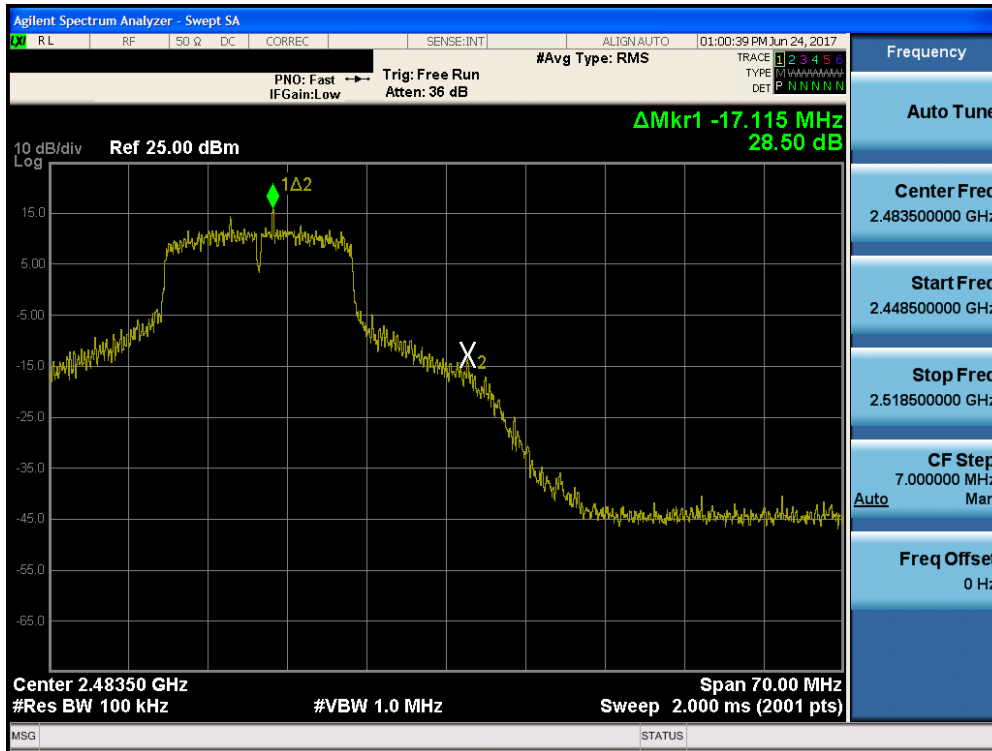 Agilent Spectrum Analyzer - Swept SA
LXI RL RF 50 Ω DC CORREC SENSE:INT ALIGN AUTO 01:00:39 PM Jun 24, 2017
Frequency
#Avg Type: RMS
TRACE 1 2 3 4 5 6
PNO: Fast Trig: Free Run
TYPE M WWWWW
IFGain:Low Atten: 36 dB
DET P N N N N N
Auto Tune
ΔMkr1 -17.115 MHz
28.50 dB
10 dB/div Ref 25.00 dBm
Log
1Δ2
15.0
5.00
-5.00
-15.0
-25.0
-35.0
-45.0
-55.0
-65.0
X2
Center Freq
2.483500000 GHz
Start Freq
2.448500000 GHz
Stop Freq
2.518500000 GHz
CF Step
7.000000 MHz
Auto Man
Freq Offset
0 Hz
Center 2.48350 GHz Span 70.00 MHz
#Res BW 100 kHz #VBW 1.0 MHz Sweep 2.000 ms (2001 pts)
MSG STATUS